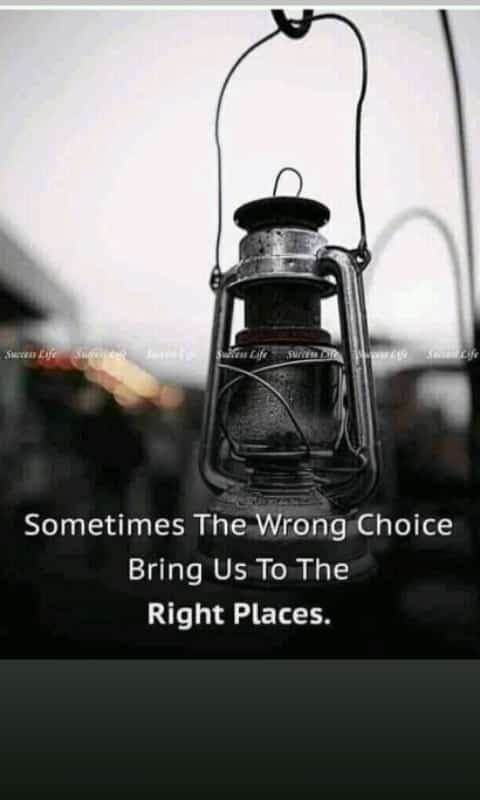 Success Life Success Life Success Life Success Life Success Life Success Life Success Life
Sometimes The Wrong Choice
Bring Us To The
Right Places.